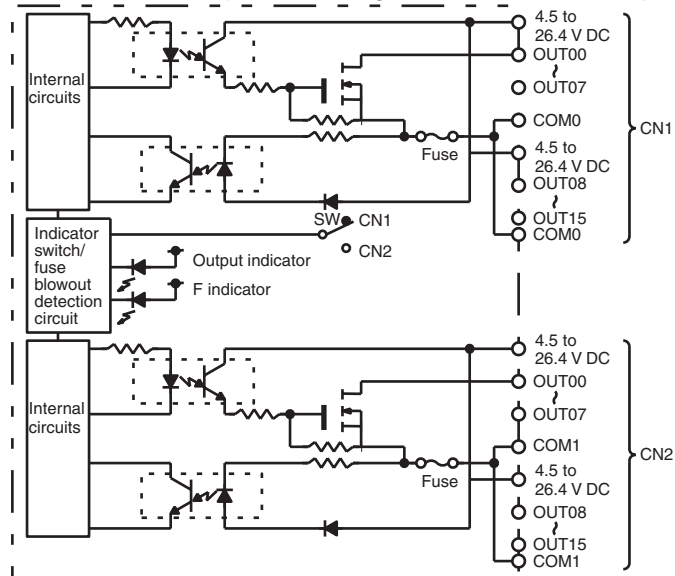 4.5 to
26.4 V DC
OUT00
~
OUT07
COM0
4.5 to
26.4 V DC
OUT08
~
OUT15
COM0
CN1
Internal
circuits
Fuse
SW
CN1
CN2
Indicator
switch/
fuse
blowout
detection
circuit
Output indicator
F indicator
4.5 to
26.4 V DC
OUT00
~
OUT07
COM1
4.5 to
26.4 V DC
OUT08
~
OUT15
COM1
CN2
Internal
circuits
Fuse